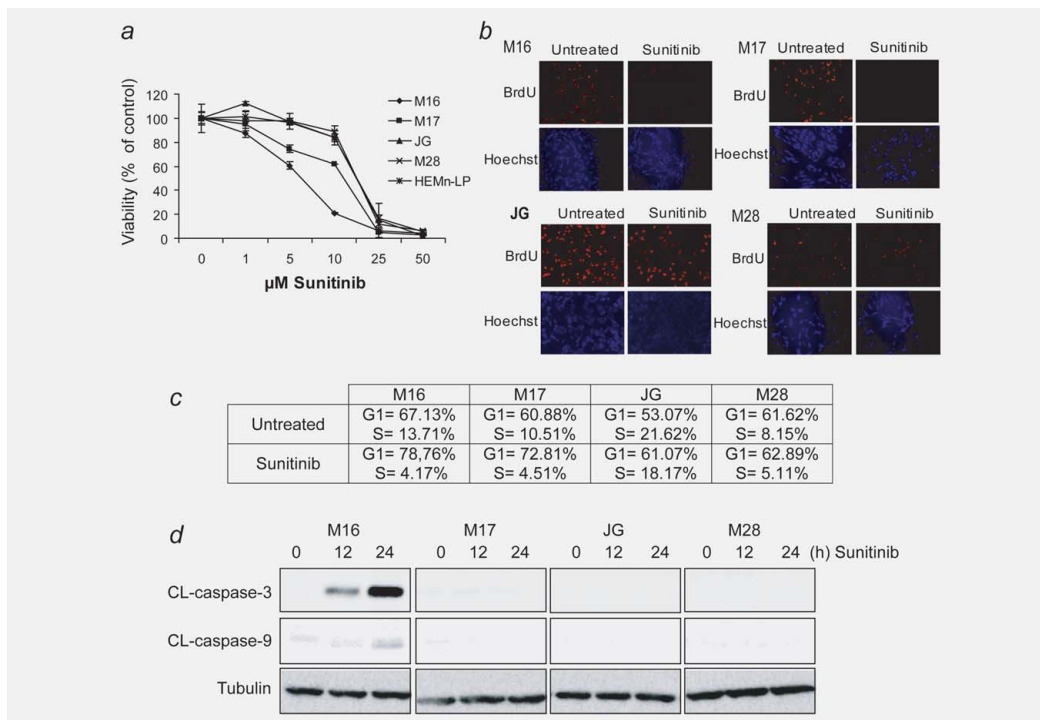 a
Viability (% of control)
120
100
80
60
40
20
0
0 1 5 10 25 50
µM Sunitinib
M16
M17
JG
M28
HEMn-LP
b
M16 Untreated Sunitinib
BrdU
Hoechst
M17 Untreated Sunitinib
BrdU
Hoechst
JG Untreated Sunitinib
BrdU
Hoechst
M28 Untreated Sunitinib
BrdU
Hoechst
c
M16 M17 JG M28
Untreated
G1= 67.13% G1= 60.88% G1= 53.07% G1= 61.62%
S= 13.71% S= 10.51% S= 21.62% S= 8.15%
Sunitinib
G1= 78,76% G1= 72.81% G1= 61.07% G1= 62.89%
S= 4.17% S= 4.51% S= 18.17% S= 5.11%
d
M16 M17 JG M28
0 12 24 0 12 24 0 12 24 0 12 24 (h) Sunitinib
CL-caspase-3
CL-caspase-9
Tubulin